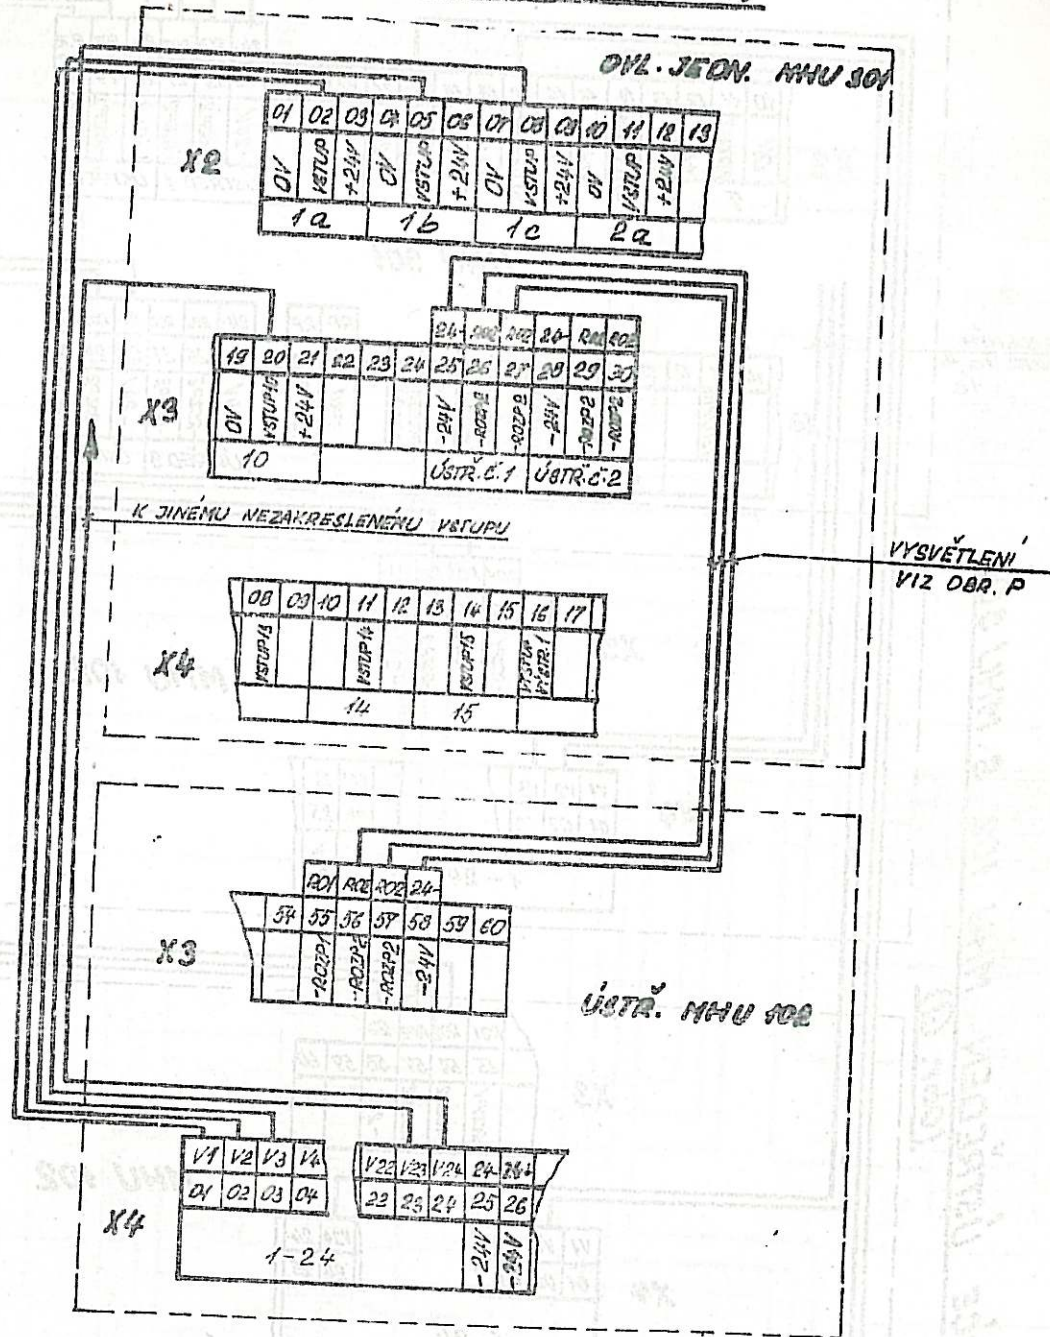 OVL. JEDN. MHU 301
X2
01 02 03 04 05 06 07 08 09 10 11 12 13
0V VSTUP +24V 0V VSTUP +24V 0V VSTUP +24V 0V VSTUP +24V
1a 1b 1c 2a
24- R02 R02 24- R02 R02
19 20 21 22 23 24 25 26 27 28 29 30
X3
0V VSTUP10 +24V -24V -ROZP2 -ROZP2 -24V -ROZP2 -ROZP2
10 ÚSTŘ.Č.1 ÚSTŘ.Č.2
K JINÉMU NEZAKRESLENÉMU VSTUPU
VYSVĚTLENÍ
VIZ OBR. P
08 09 10 11 12 13 14 15 16 17
X4
VSTUP13 VSTUP14 VSTUP15 VÝSTUP
ÚSTŘ.1
14 15
R01 R02 R02 24-
54 55 56 57 58 59 60
X3
-ROZP1 -ROZP2 -ROZP2 -24V
ÚSTŘ. MHU 102
V1 V2 V3 V4 V22 V23 V24 24- 24-
01 02 03 04 22 23 24 25 26
X4
1-24 -24V -24V